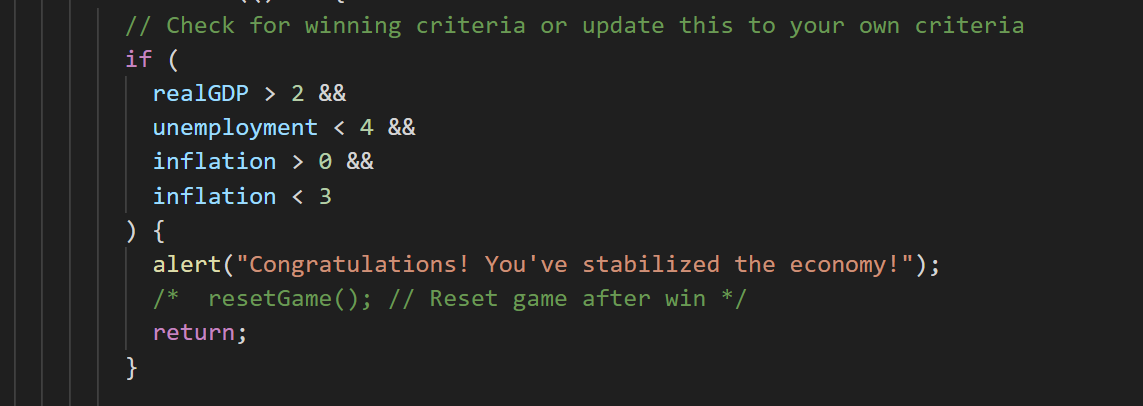 // Check for winning criteria or update this to your own criteria
if (
realGDP > 2 &&
unemployment < 4 &&
inflation > 0 &&
inflation < 3
) {
alert("Congratulations! You've stabilized the economy!");
/*  resetGame(); // Reset game after win */
return;
}